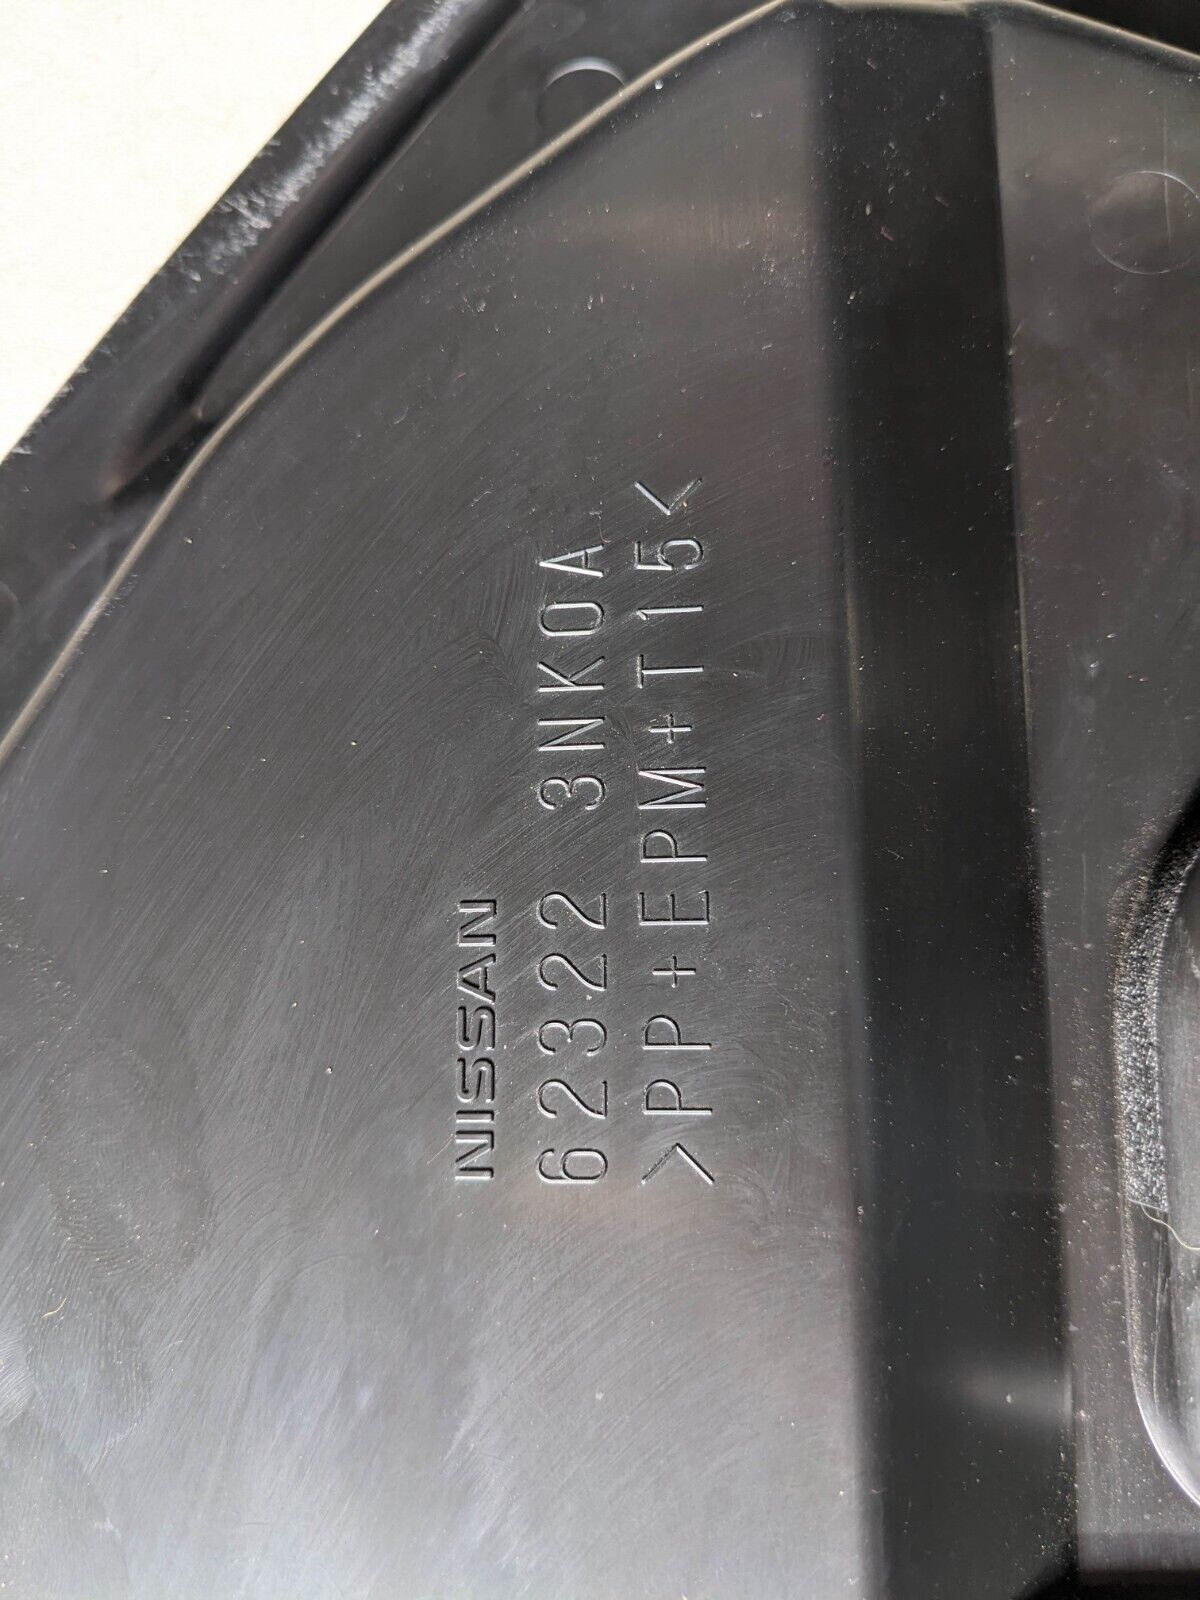 NISSAN
62322 3NK0A
>PP+EPM+T15<